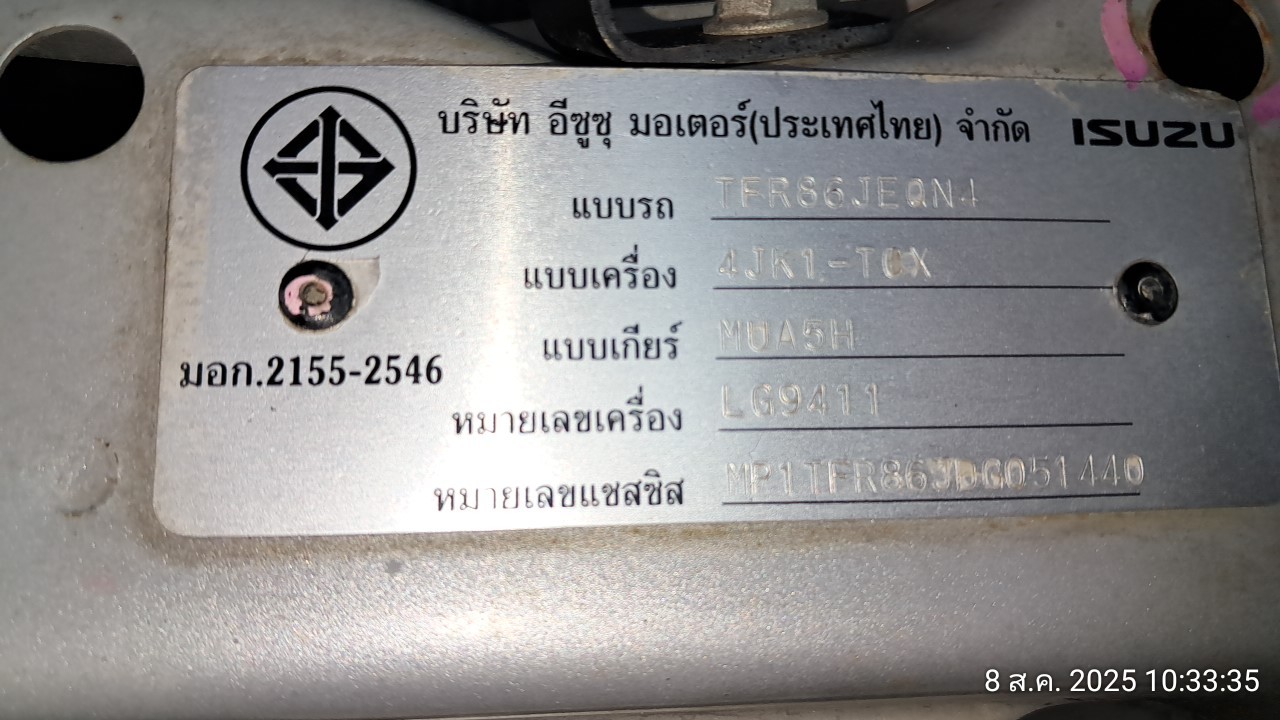 บริษัท อีซูซุ มอเตอร์(ประเทศไทย) จำกัด ISUZU
แบบรถ TFR86JEQN4
แบบเครื่อง 4JK1-TCX
แบบเกียร์ MUA5H
หมายเลขเครื่อง LG9411
หมายเลขแชสซิส
มอก.2155-2546
8 ส.ค. 2025 10:33:35